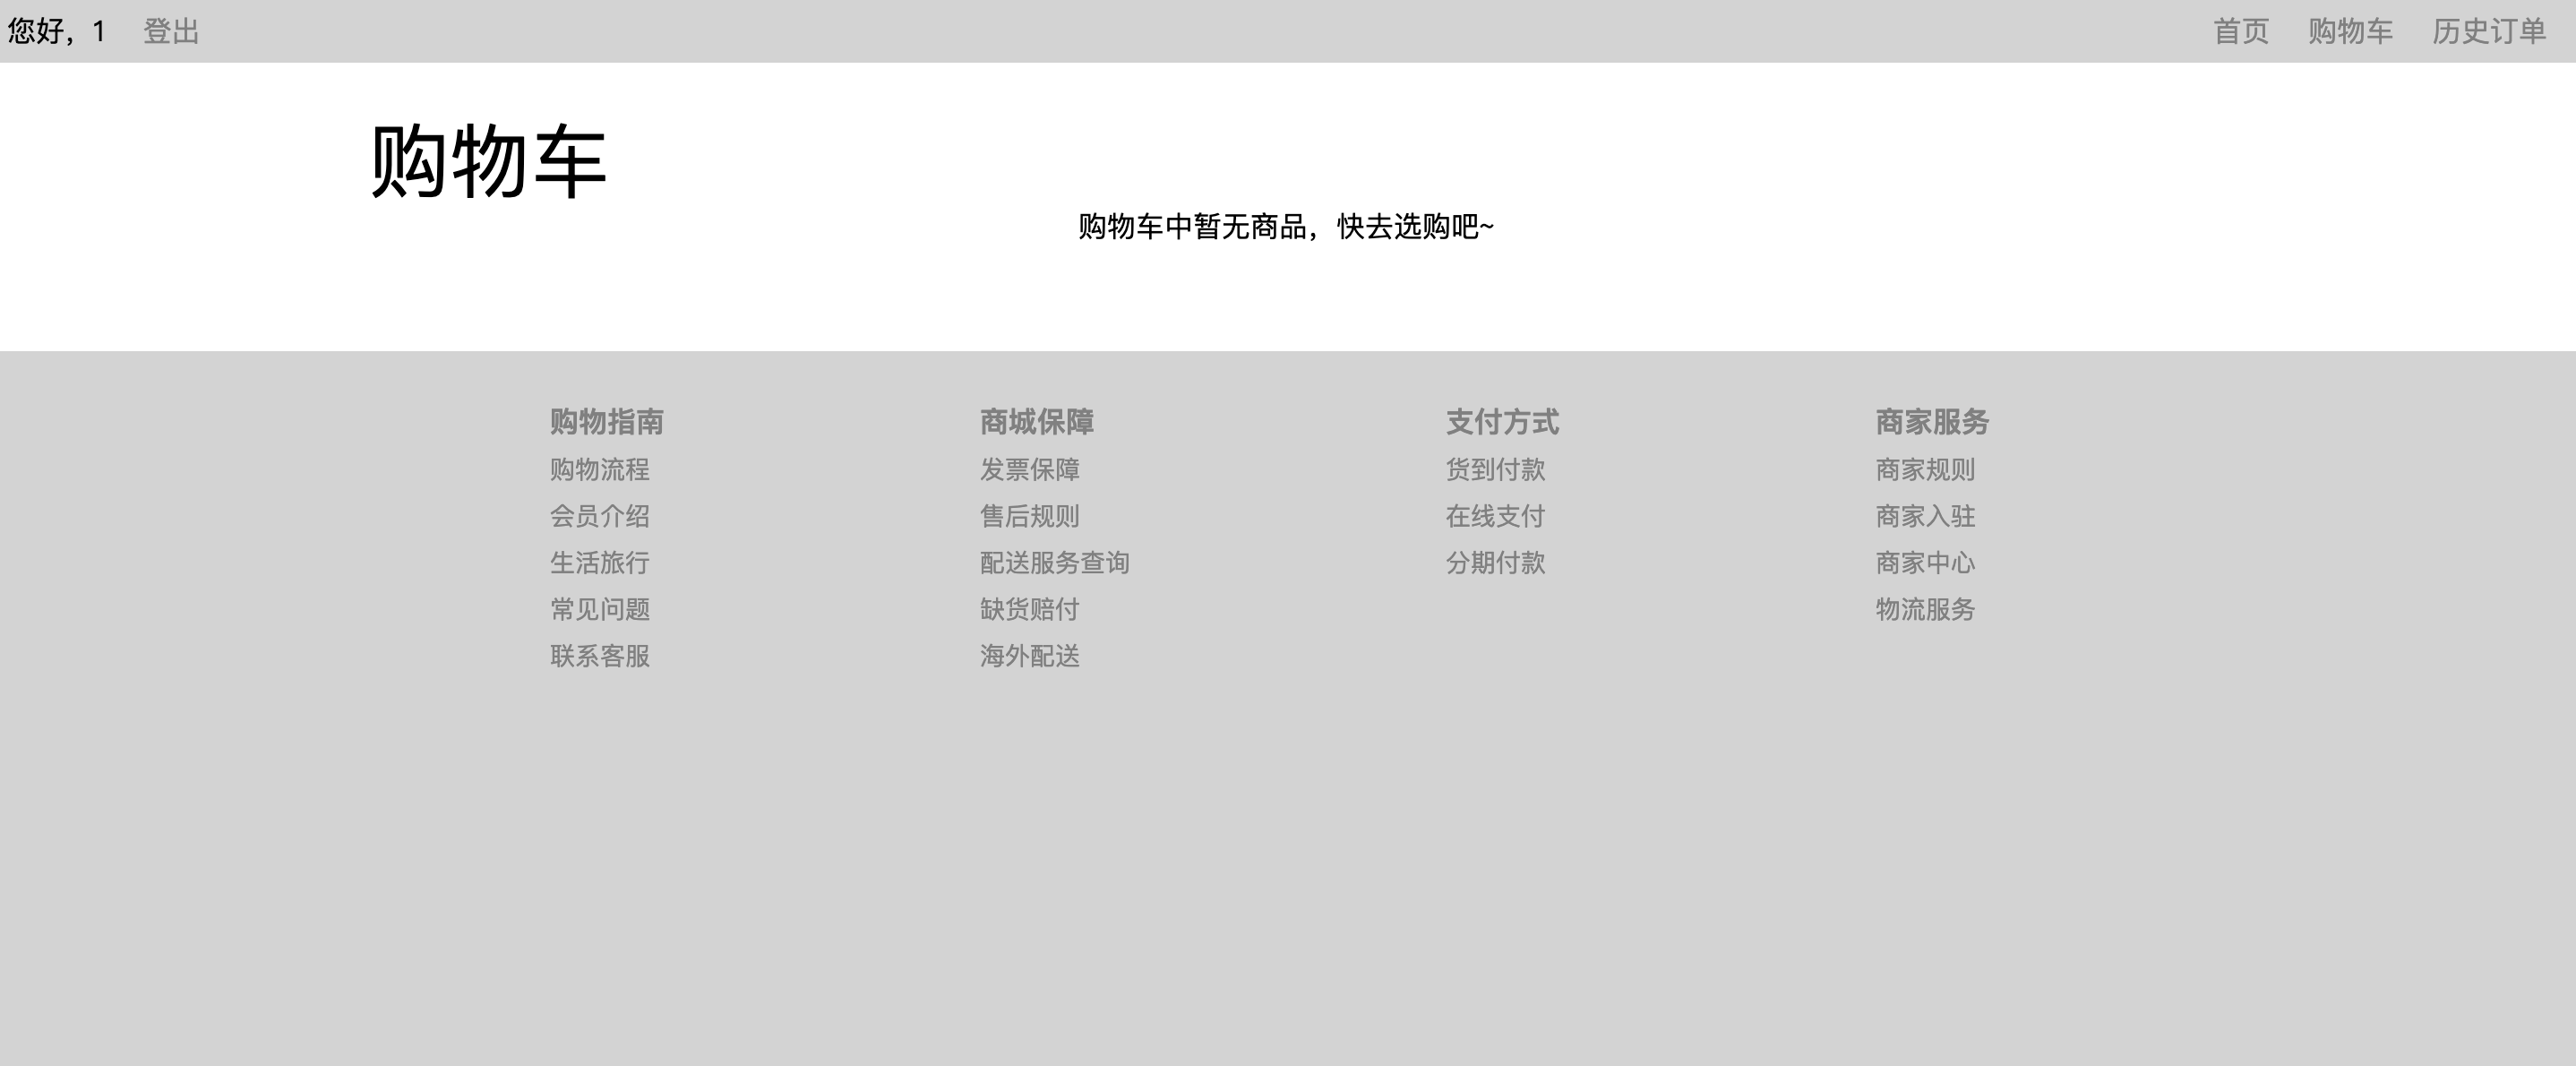 您好，1 登出 首页 购物车 历史订单
购物车
购物车中暂无商品，快去选购吧~
购物指南
购物流程
会员介绍
生活旅行
常见问题
联系客服
商城保障
发票保障
售后规则
配送服务查询
缺货赔付
海外配送
支付方式
货到付款
在线支付
分期付款
商家服务
商家规则
商家入驻
商家中心
物流服务